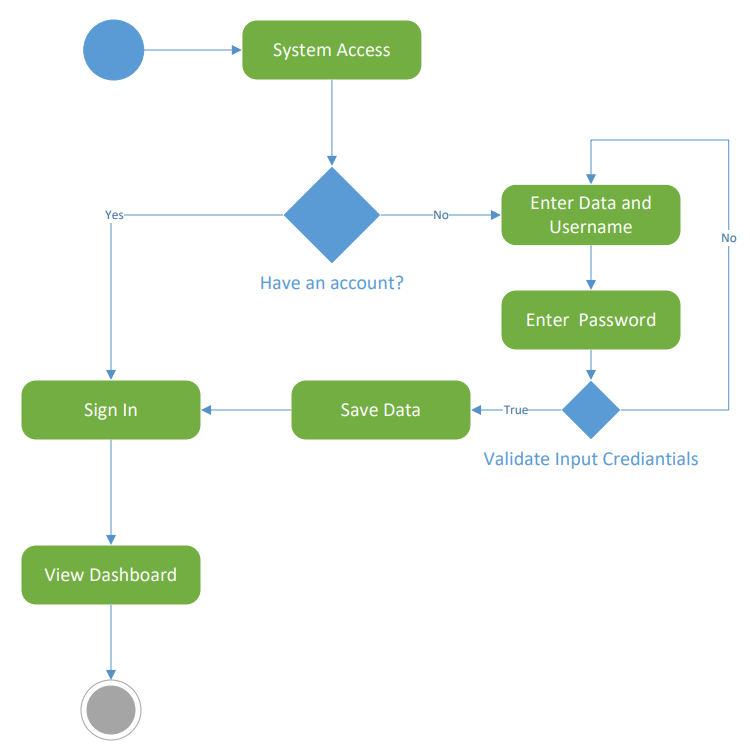 System Access
Yes
No
Enter Data and
Username
No
Have an account?
Enter  Password
Sign In
Save Data
True
Validate Input Crediantials
View Dashboard